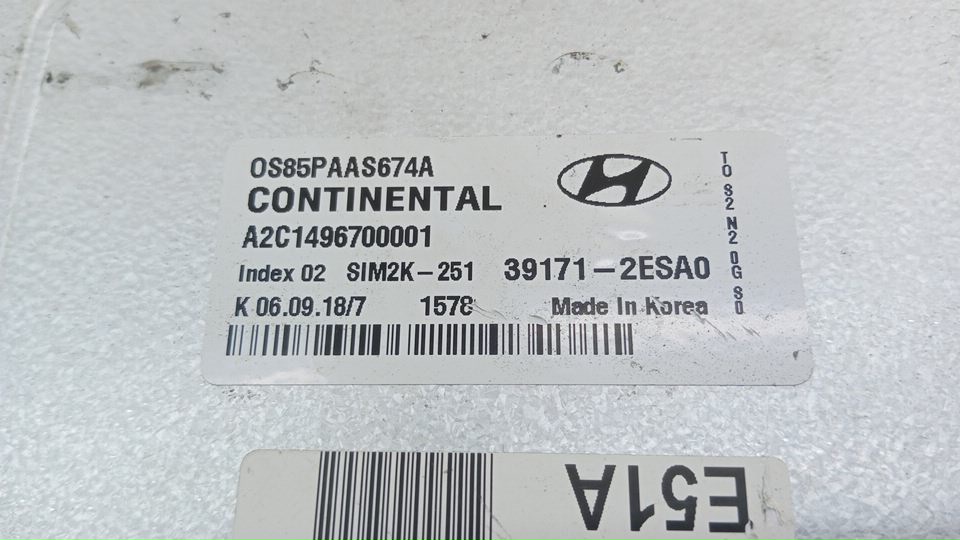 OS85PAAS674A
CONTINENTAL
A2C1496700001
Index 02 SIM2K-251 39171-2ESA0
K 06.09.18/7 1578 Made In Korea
TO S2 N2 0G S0
E51A